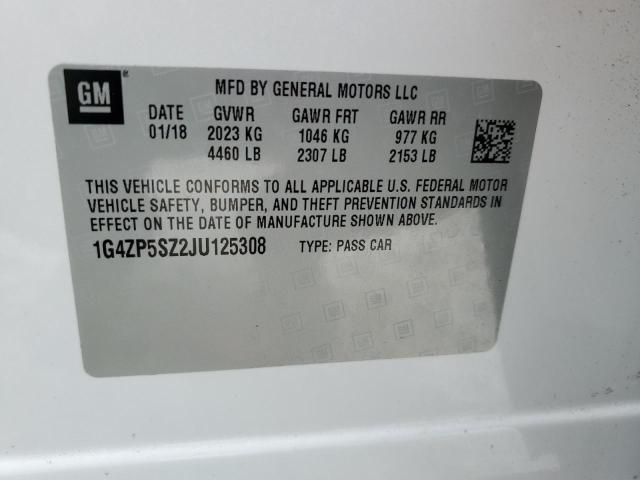 GM
MFD BY GENERAL MOTORS LLC
DATE GVWR GAWR FRT GAWR RR
01/18 2023 KG 1046 KG 977 KG
4460 LB 2307 LB 2153 LB
THIS VEHICLE CONFORMS TO ALL APPLICABLE U.S. FEDERAL MOTOR
VEHICLE SAFETY, BUMPER, AND THEFT PREVENTION STANDARDS IN
EFFECT ON THE DATE OF MANUFACTURE SHOWN ABOVE.
1G4ZP5SZ2JU125308 TYPE: PASS CAR